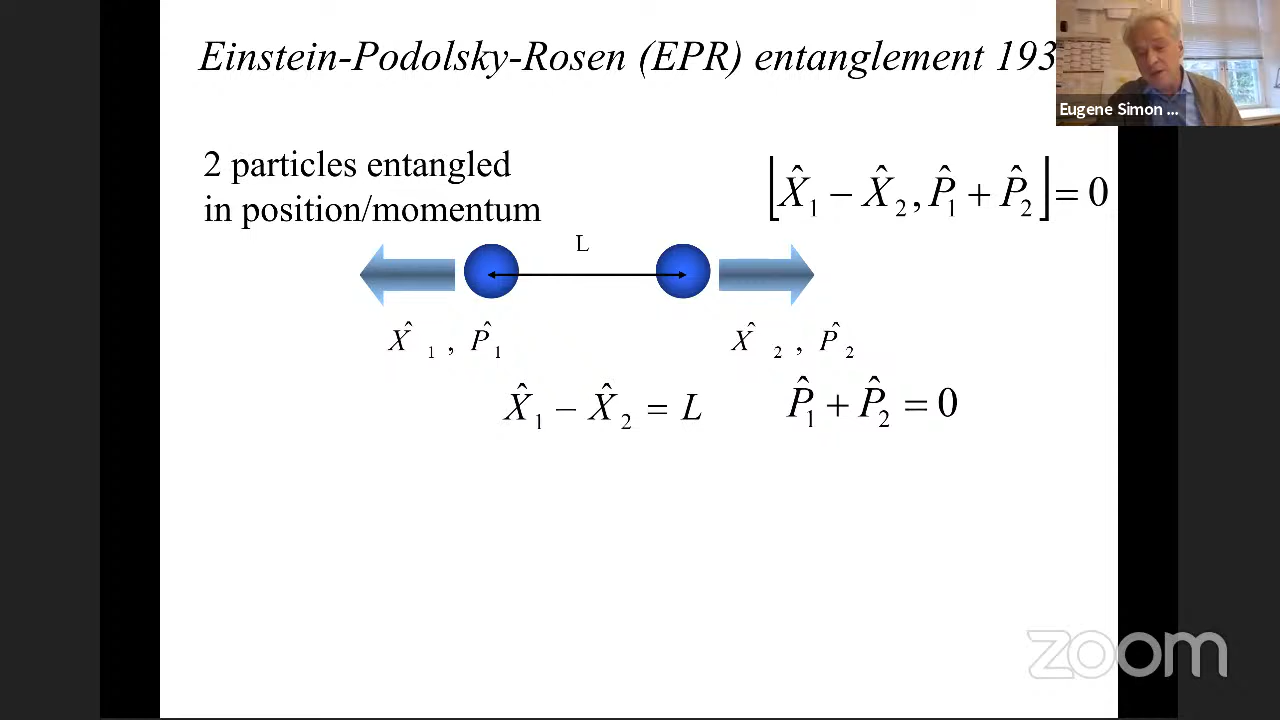 Einstein-Podolsky-Rosen (EPR) entanglement 193
Eugene Simon ...
2 particles entangled
in position/momentum
[X̂₁ − X̂₂, P̂₁ + P̂₂] = 0
L
X̂ ₁ , P̂ ₁
X̂ ₂ , P̂ ₂
X̂₁ − X̂₂ = L
P̂₁ + P̂₂ = 0
zoom